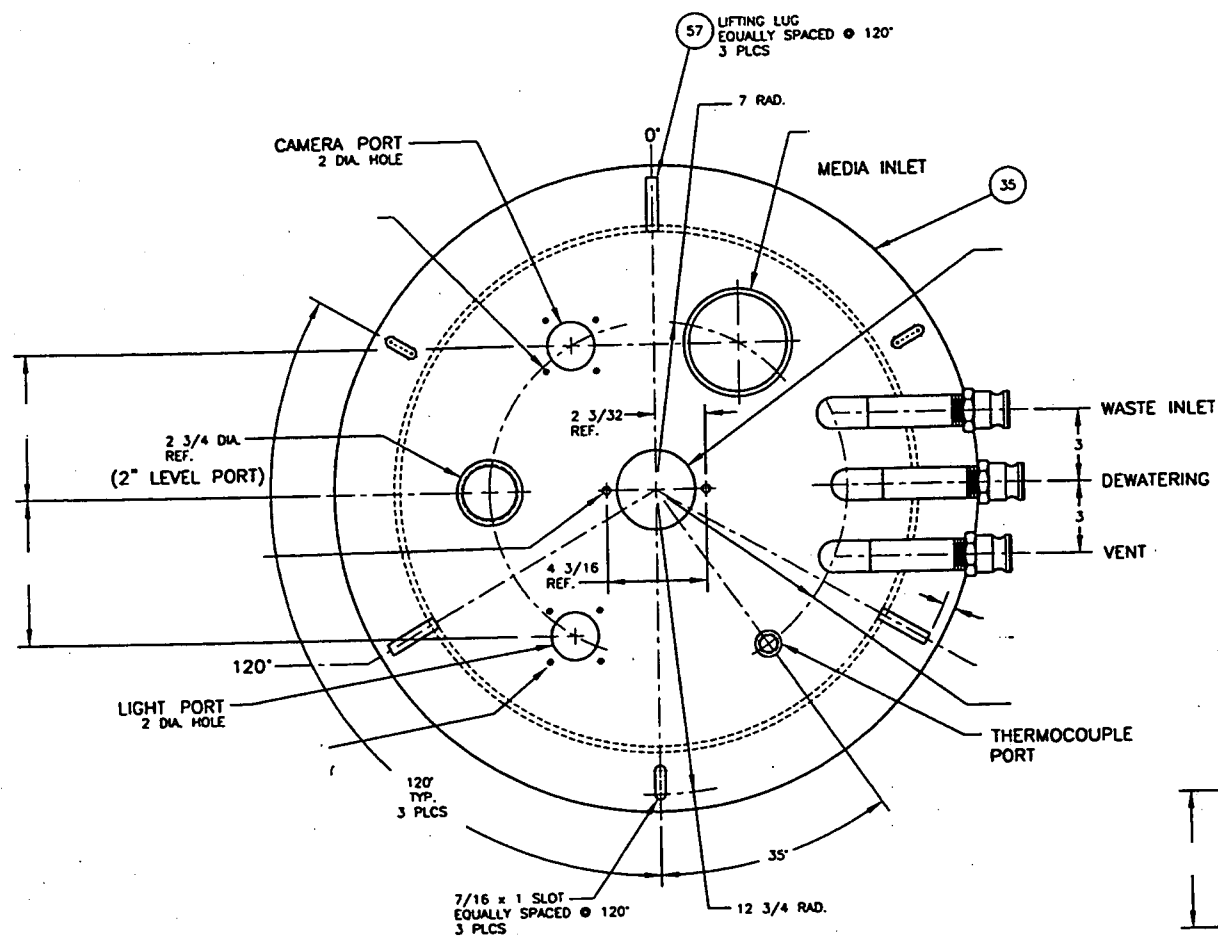 57
LIFTING LUG
EQUALLY SPACED @ 120°
3 PLCS
7 RAD.
0°
CAMERA PORT
2 DIA. HOLE
MEDIA INLET
35
2 3/32
REF.
WASTE INLET
3
2 3/4 DIA.
REF.
(2" LEVEL PORT)
DEWATERING
3
VENT
4 3/16
REF.
120°
LIGHT PORT
2 DIA. HOLE
THERMOCOUPLE
PORT
120°
TYP.
3 PLCS
35°
7/16 x 1 SLOT
EQUALLY SPACED @ 120°
3 PLCS
12 3/4 RAD.